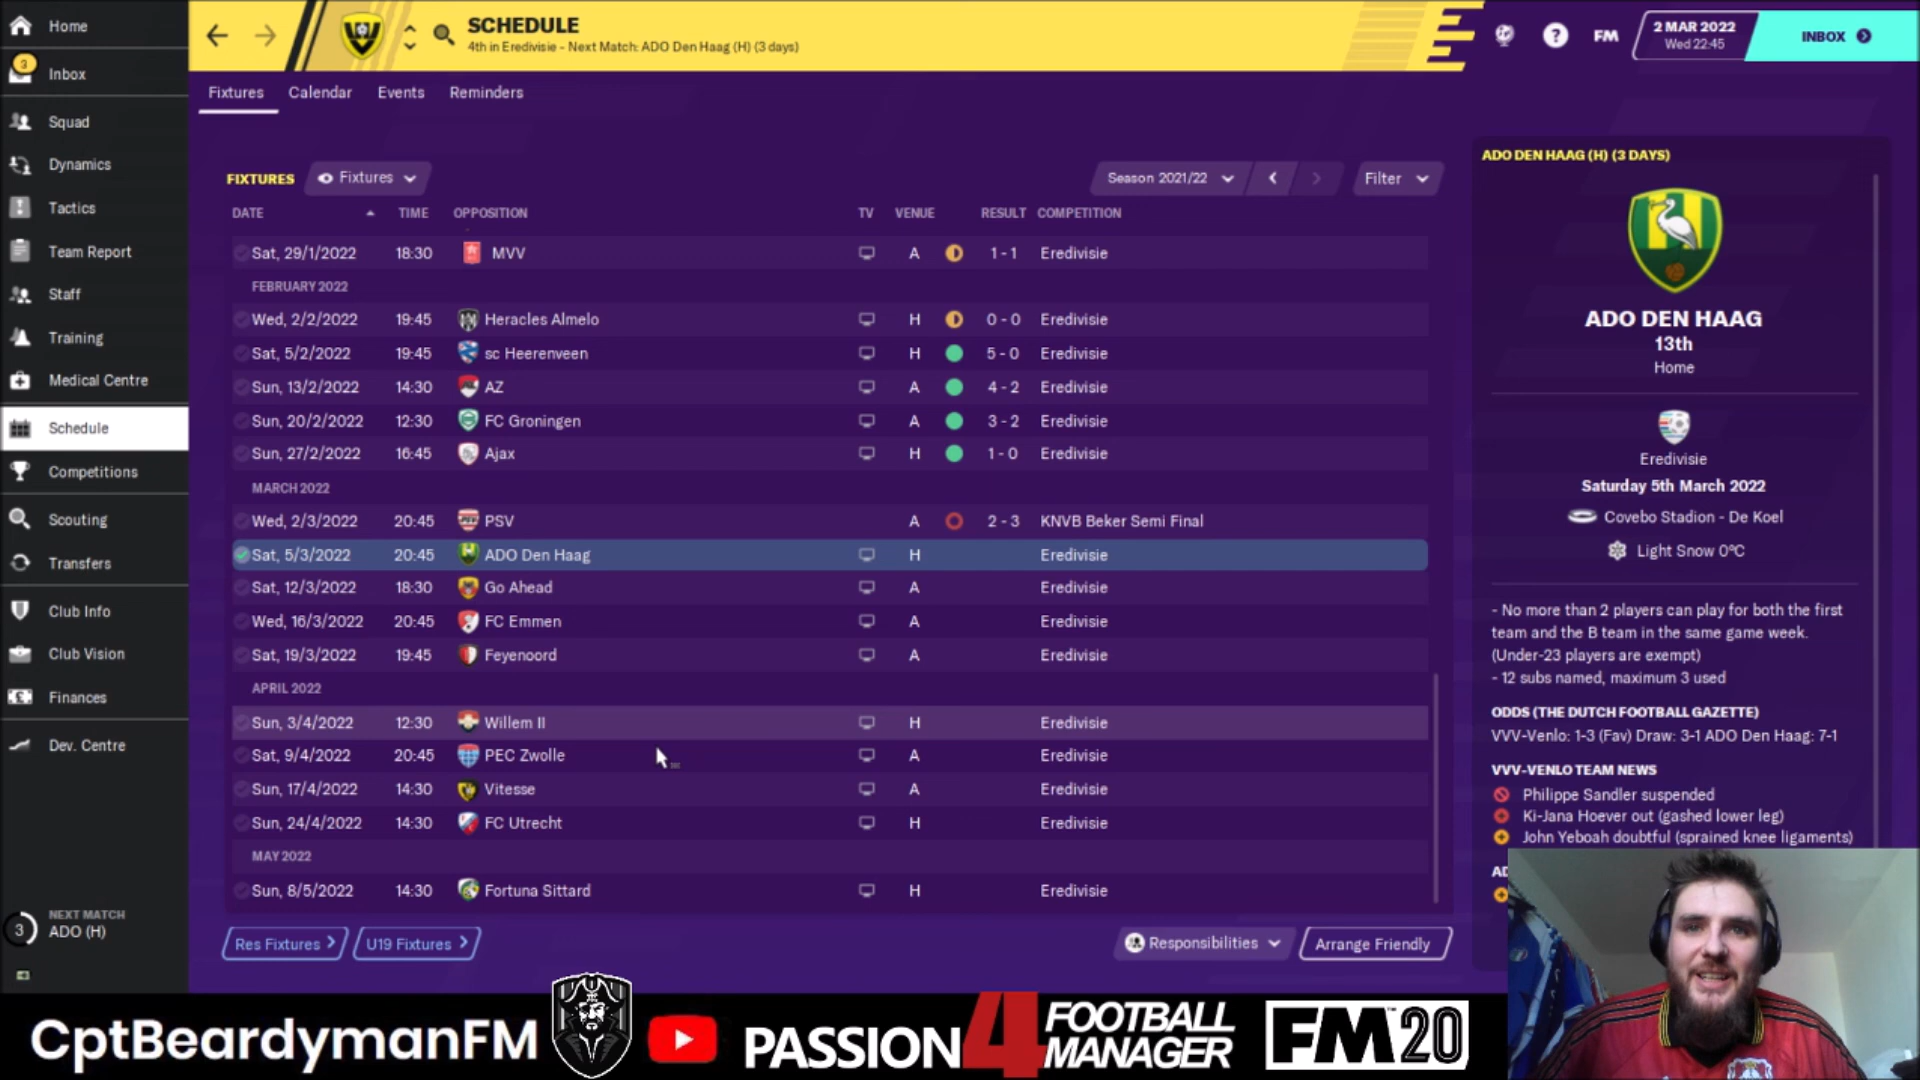 Home
Inbox
3
Squad
Dynamics
Tactics
Team Report
Staff
Training
Medical Centre
Schedule
Competitions
Scouting
Transfers
Club Info
Club Vision
Finances
Dev. Centre
NEXT MATCH
3 ADO (H)
SCHEDULE
4th in Eredivisie - Next Match: ADO Den Haag (H) (3 days)
? FM
2 MAR 2022
Wed 22:45
INBOX
Fixtures Calendar Events Reminders
FIXTURES Fixtures Season 2021/22 Filter
DATE TIME OPPOSITION TV VENUE RESULT COMPETITION
Sat, 29/1/2022 18:30 MVV A 1 - 1 Eredivisie
FEBRUARY 2022
Wed, 2/2/2022 19:45 Heracles Almelo H 0 - 0 Eredivisie
Sat, 5/2/2022 19:45 sc Heerenveen H 5 - 0 Eredivisie
Sun, 13/2/2022 14:30 AZ A 4 - 2 Eredivisie
Sun, 20/2/2022 12:30 FC Groningen A 3 - 2 Eredivisie
Sun, 27/2/2022 16:45 Ajax H 1 - 0 Eredivisie
MARCH 2022
Wed, 2/3/2022 20:45 PSV A 2 - 3 KNVB Beker Semi Final
Sat, 5/3/2022 20:45 ADO Den Haag H Eredivisie
Sat, 12/3/2022 18:30 Go Ahead A Eredivisie
Wed, 16/3/2022 20:45 FC Emmen A Eredivisie
Sat, 19/3/2022 19:45 Feyenoord A Eredivisie
APRIL 2022
Sun, 3/4/2022 12:30 Willem II H Eredivisie
Sat, 9/4/2022 20:45 PEC Zwolle A Eredivisie
Sun, 17/4/2022 14:30 Vitesse A Eredivisie
Sun, 24/4/2022 14:30 FC Utrecht H Eredivisie
MAY 2022
Sun, 8/5/2022 14:30 Fortuna Sittard H Eredivisie
Res Fixtures U19 Fixtures Responsibilities Arrange Friendly
ADO DEN HAAG (H) (3 DAYS)
ADO DEN HAAG
13th
Home
Eredivisie
Saturday 5th March 2022
Covebo Stadion - De Koel
Light Snow 0°C
- No more than 2 players can play for both the first
team and the B team in the same game week.
(Under-23 players are exempt)
- 12 subs named, maximum 3 used
ODDS (THE DUTCH FOOTBALL GAZETTE)
VVV-Venlo: 1-3 (Fav) Draw: 3-1 ADO Den Haag: 7-1
VVV-VENLO TEAM NEWS
Philippe Sandler suspended
Ki-Jana Hoever out (gashed lower leg)
John Yeboah doubtful (sprained knee ligaments)
CptBeardymanFM
PASSION 4 FOOTBALL
MANAGER
FM20